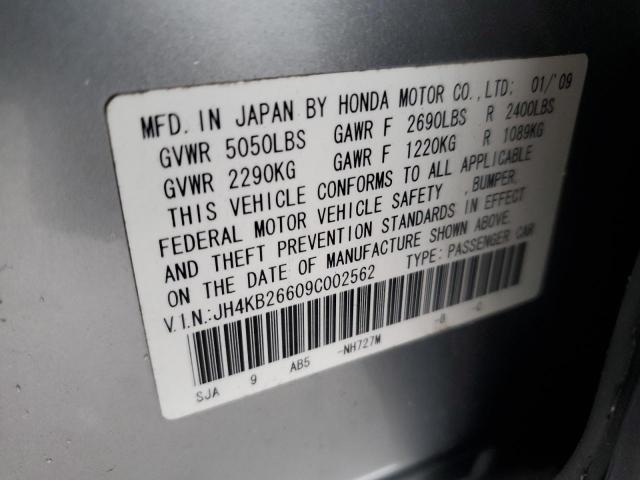 MFD. IN JAPAN BY HONDA MOTOR CO.,LTD: 01/'09
GVWR 5050LBS GAWR F 2690LBS R 2400LBS
GVWR 2290KG GAWR F 1220KG R 1089KG
THIS VEHICLE CONFORMS TO ALL APPLICABLE
FEDERAL MOTOR VEHICLE SAFETY ,BUMPER,
AND THEFT PREVENTION STANDARDS IN EFFECT
ON THE DATE OF MANUFACTURE SHOWN ABOVE.
V.I.N.:JH4KB26609C002562 TYPE: PASSENGER CAR
SJA 9 AB5 -NH727M -B -C